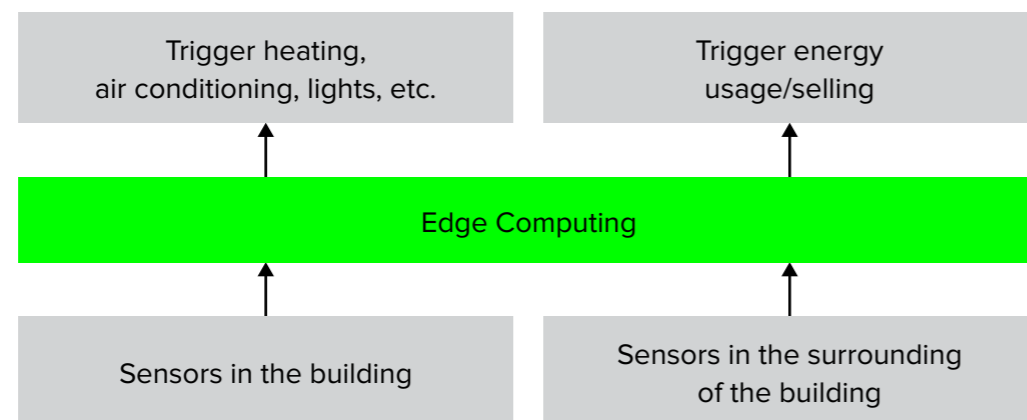 Trigger heating,
air conditioning, lights, etc.
Trigger energy
usage/selling
Edge Computing
Sensors in the building
Sensors in the surrounding
of the building